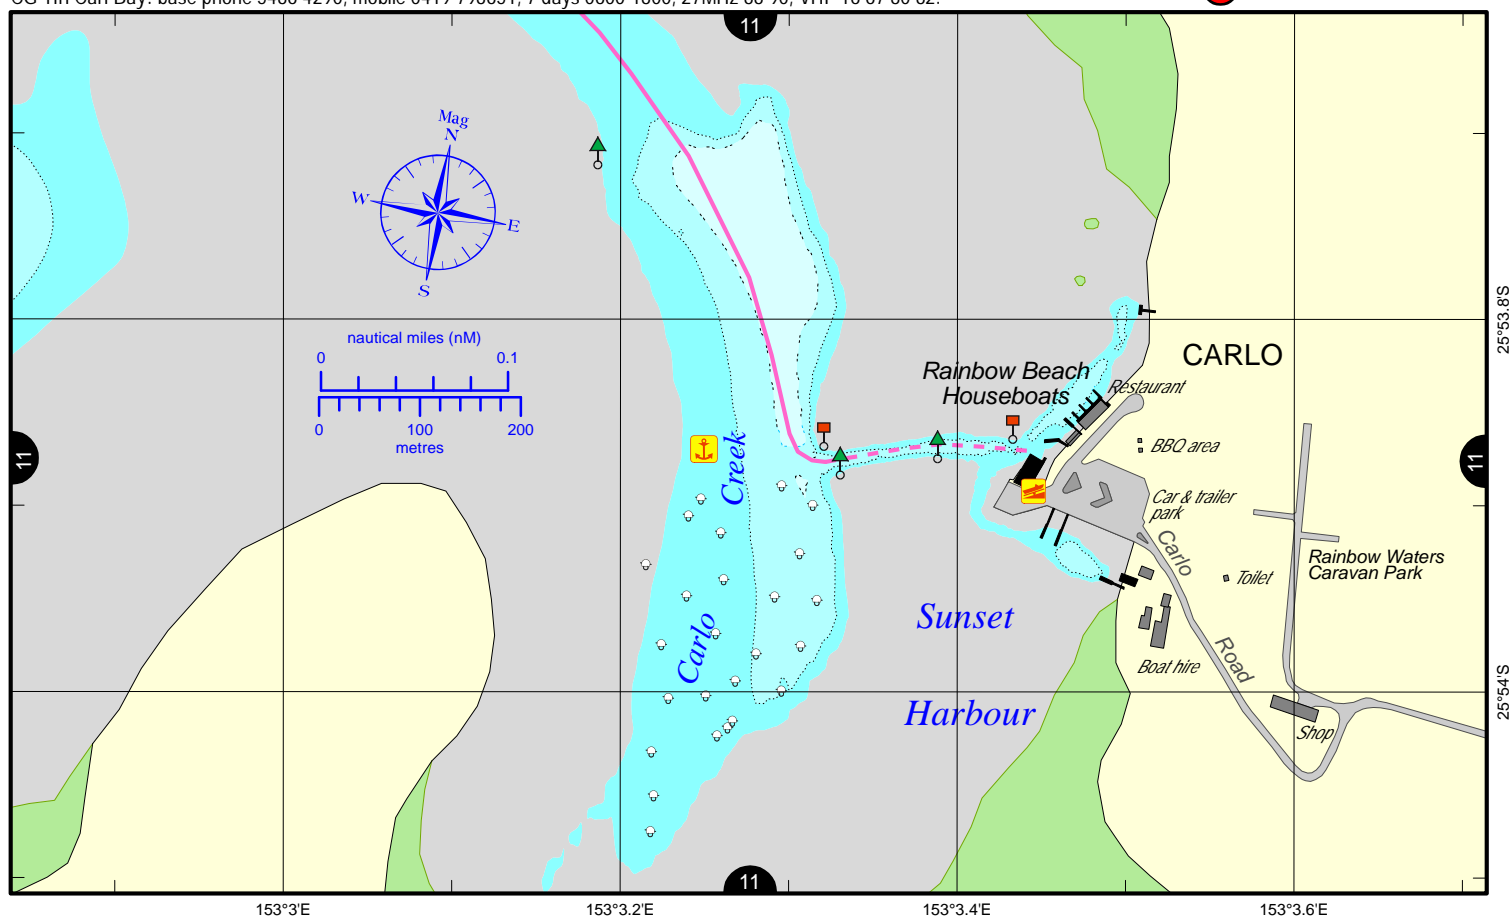 11
Mag
N
W
E
S
nautical miles (nM)
0
0.1
0
100
200
metres
25°53.8'S
CARLO
Rainbow Beach
Houseboats
Restaurant
BBQ area
11
11
Car & trailer
park
Carlo
Creek
Carlo
Road
Toilet
Rainbow Waters
Caravan Park
Sunset
Harbour
Boat hire
Shop
25°54'S
11
153°3'E
153°3.2'E
153°3.4'E
153°3.6'E